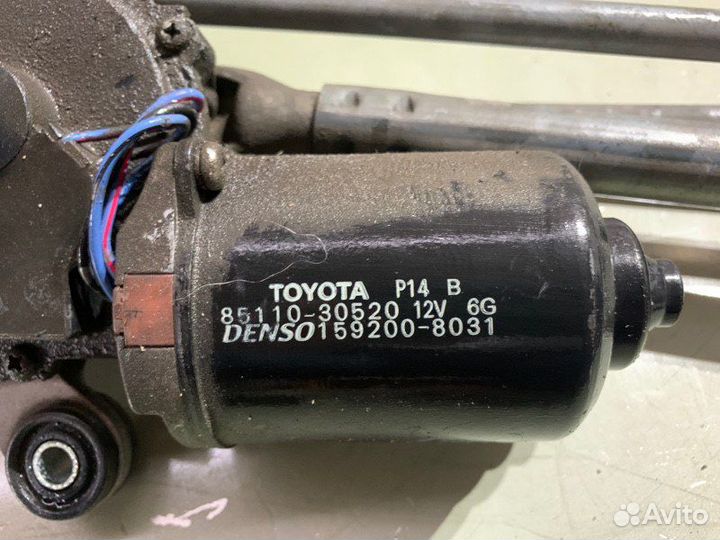 TOYOTA P14 B
85110-30520 12V 6G
DENSO 159200-8031
Avito